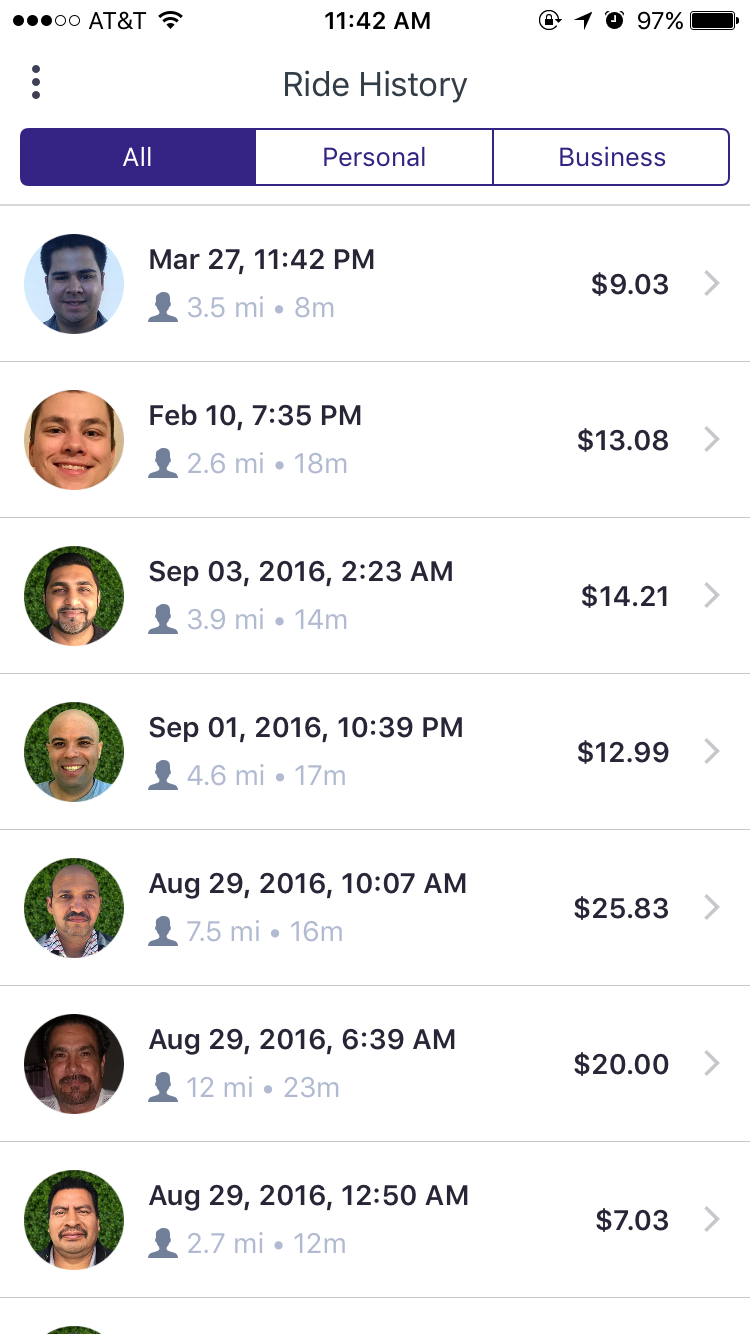 AT&T 11:42 AM 97%
Ride History
All Personal Business
Mar 27, 11:42 PM
$9.03
3.5 mi • 8m
Feb 10, 7:35 PM
$13.08
2.6 mi • 18m
Sep 03, 2016, 2:23 AM
$14.21
3.9 mi • 14m
Sep 01, 2016, 10:39 PM
$12.99
4.6 mi • 17m
Aug 29, 2016, 10:07 AM
$25.83
7.5 mi • 16m
Aug 29, 2016, 6:39 AM
$20.00
12 mi • 23m
Aug 29, 2016, 12:50 AM
$7.03
2.7 mi • 12m